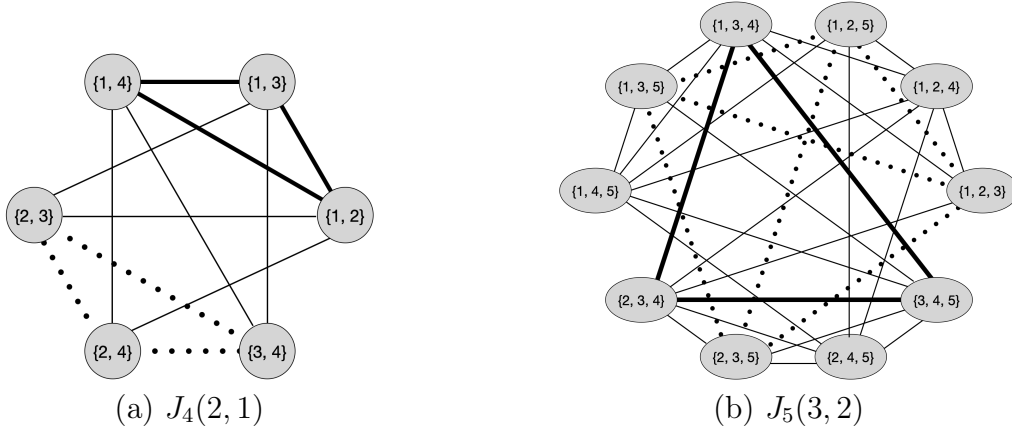 {1, 3, 4} {1, 2, 5}
{1, 4} {1, 3} {1, 3, 5} {1, 2, 4}
{2, 3} {1, 2} {1, 4, 5} {1, 2, 3}
{2, 3, 4} {3, 4, 5}
{2, 4} {3, 4} {2, 3, 5} {2, 4, 5}
(a) J₄(2, 1) (b) J₅(3, 2)